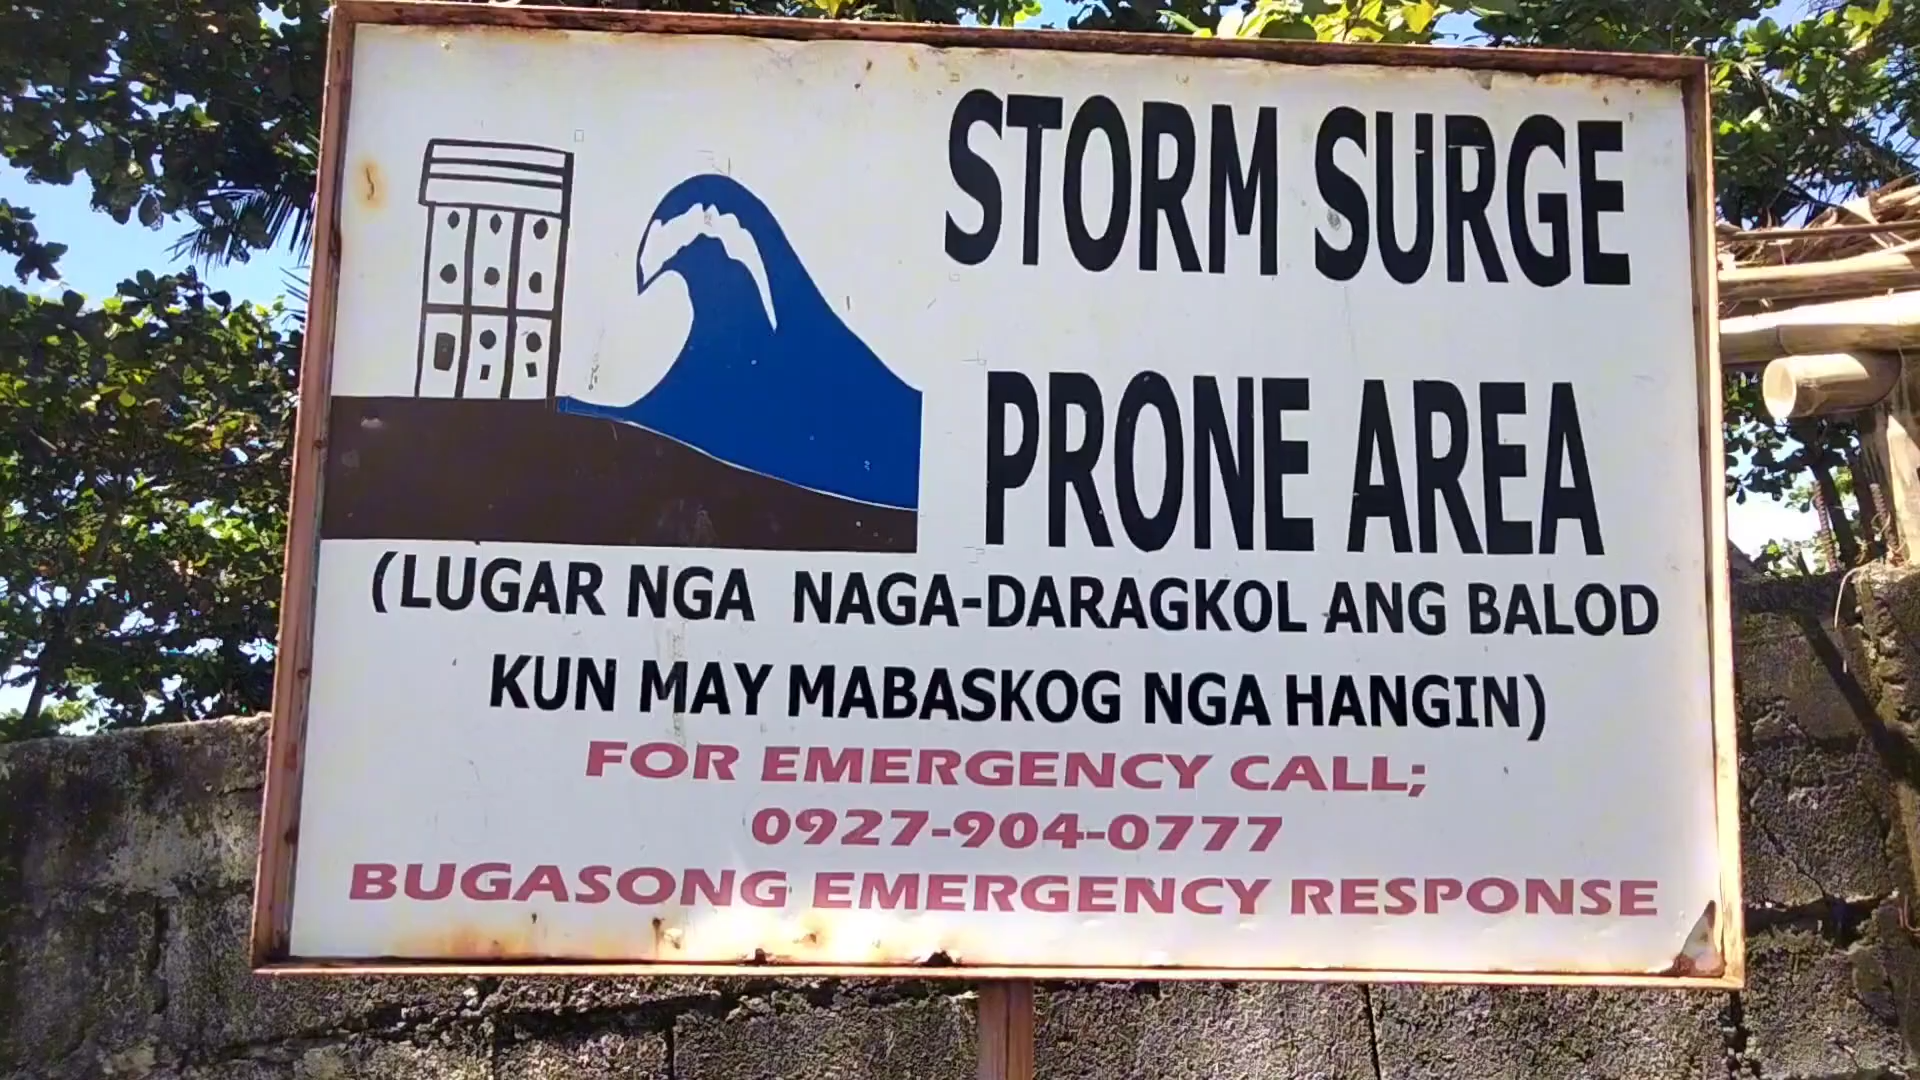 STORM SURGE
PRONE AREA
(LUGAR NGA NAGA-DARAGKOL ANG BALOD
KUN MAY MABASKOG NGA HANGIN)
FOR EMERGENCY CALL;
0927-904-0777
BUGASONG EMERGENCY RESPONSE